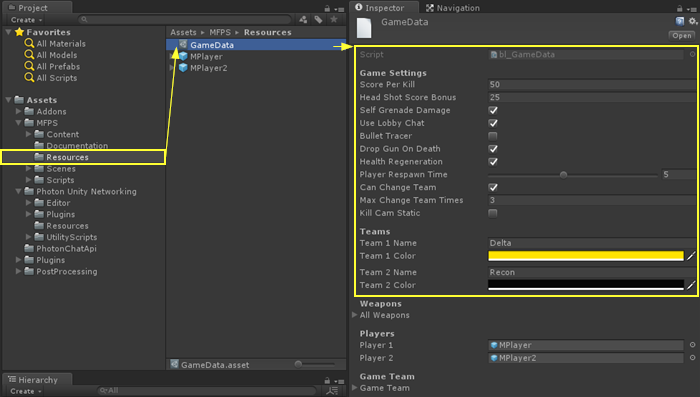 Project
Create
Favorites
All Materials
All Models
All Prefabs
All Scripts
Assets
Addons
MFPS
Content
Documentation
Resources
Scenes
Scripts
Photon Unity Networking
Editor
Plugins
Resources
UtilityScripts
PhotonChatApi
Plugins
PostProcessing
Assets ▸ MFPS ▸ Resources
GameData
MPlayer
MPlayer2
GameData.asset
Hierarchy
Create
All
Inspector
Navigation
GameData
Open
Script bl_GameData
Game Settings
Score Per Kill 50
Head Shot Score Bonus 25
Self Grenade Damage
Use Lobby Chat
Bullet Tracer
Drop Gun On Death
Health Regeneration
Player Respawn Time 5
Can Change Team
Max Change Team Times 3
Kill Cam Static
Teams
Team 1 Name Delta
Team 1 Color
Team 2 Name Recon
Team 2 Color
Weapons
All Weapons
Players
Player 1 MPlayer
Player 2 MPlayer2
Game Team
Game Team